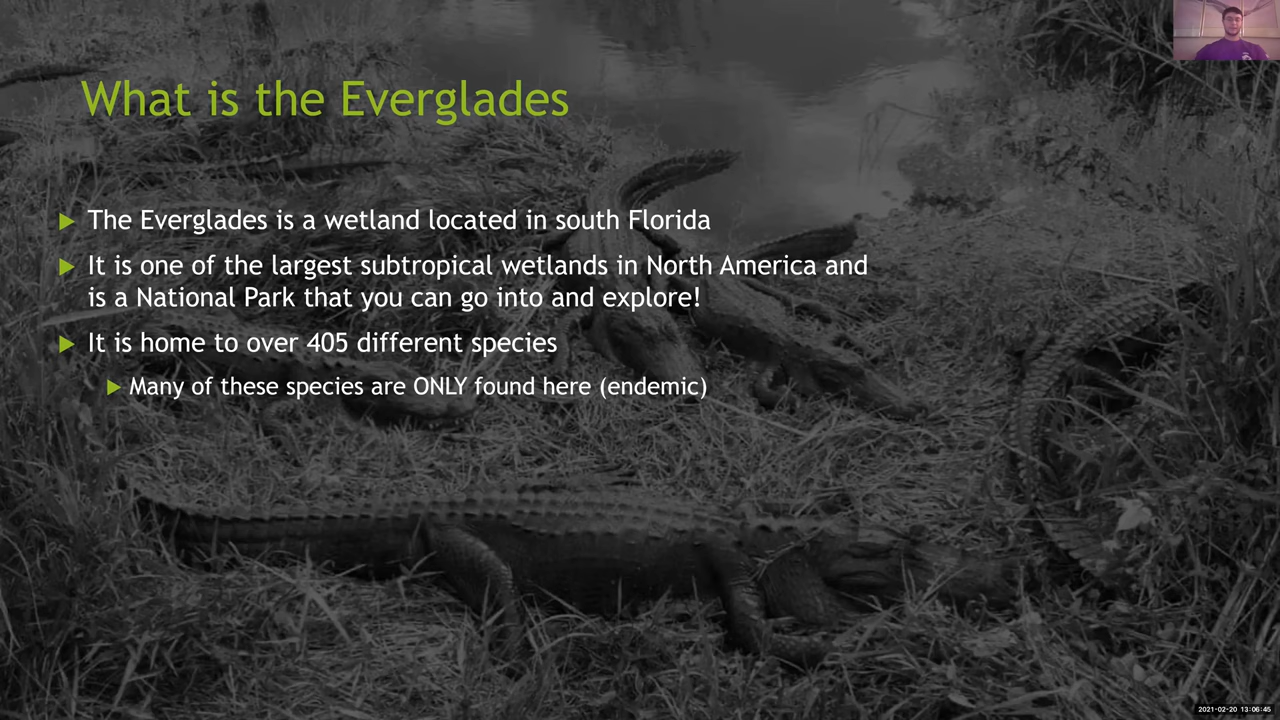 What is the Everglades
The Everglades is a wetland located in south Florida
It is one of the largest subtropical wetlands in North America and
is a National Park that you can go into and explore!
It is home to over 405 different species
Many of these species are ONLY found here (endemic)
2021-02-20 13:06:45